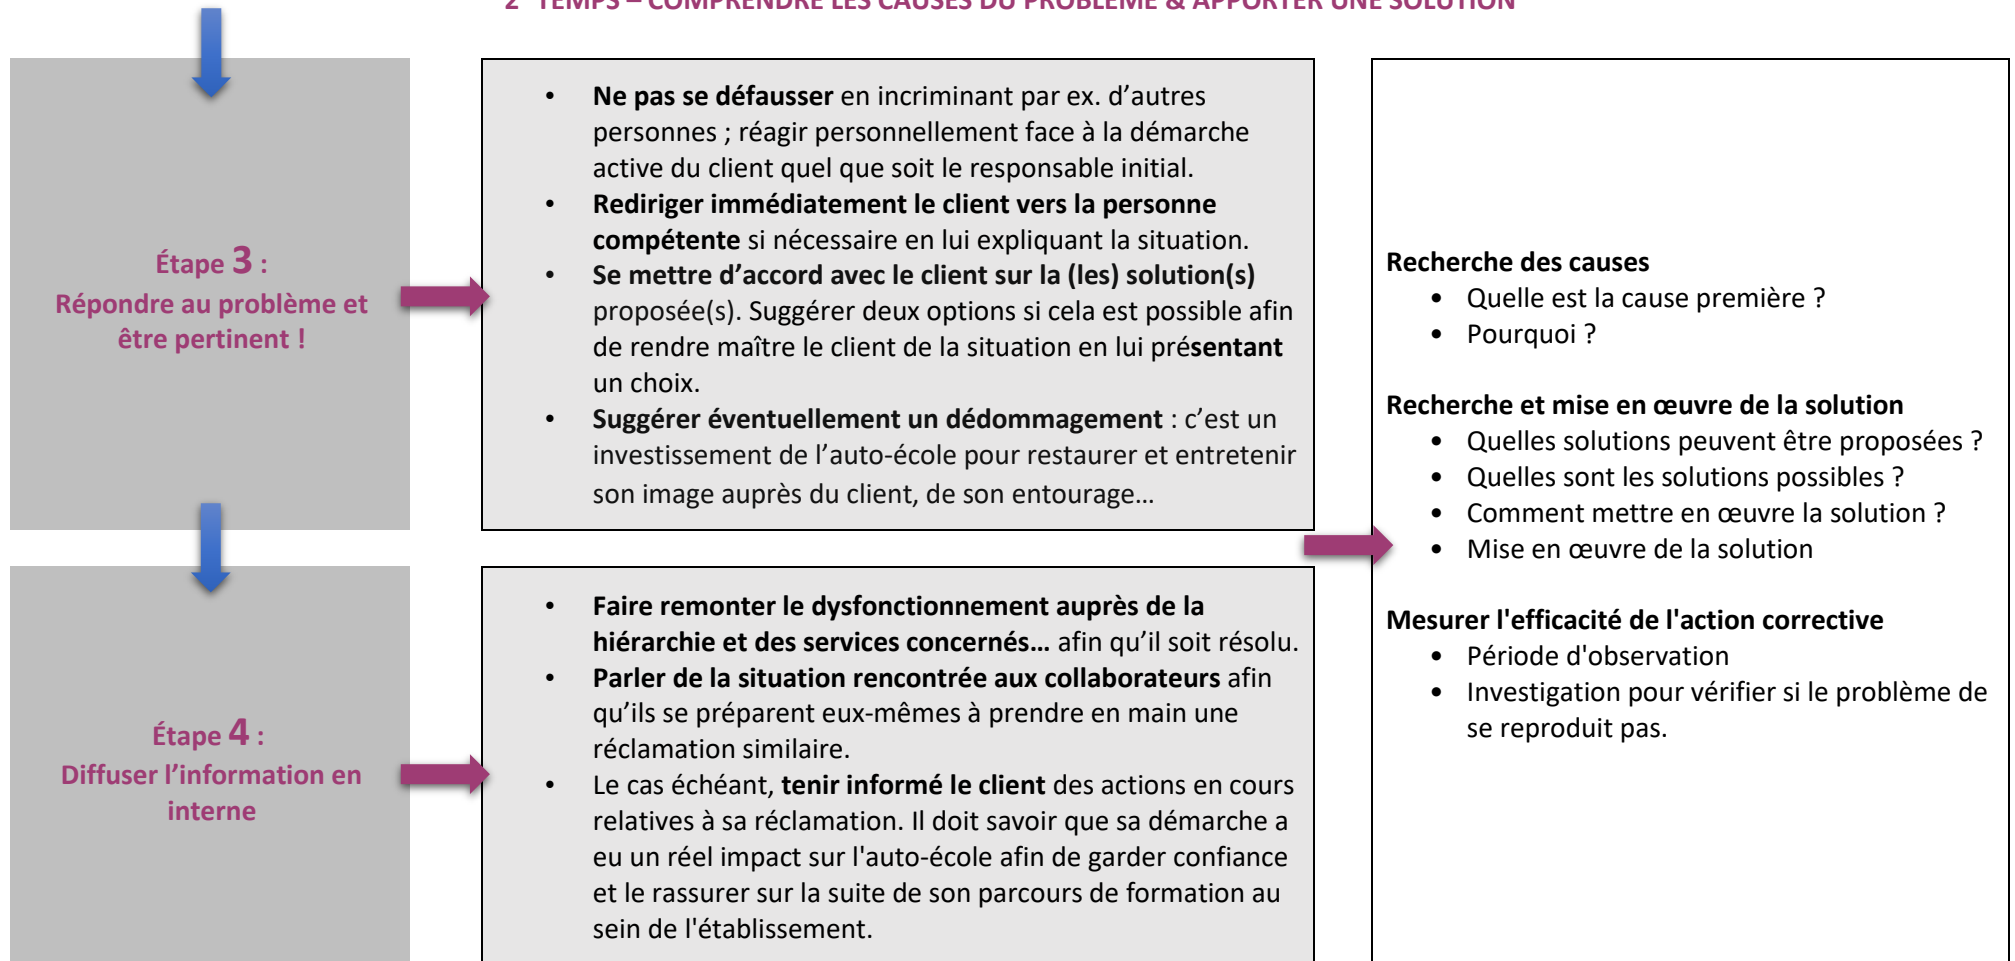 2 TEMPS – COMPRENDRE LES CAUSES DU PROBLÈME & APPORTER UNE SOLUTION
Étape 3 :
Répondre au problème et
être pertinent !
• Ne pas se défausser en incriminant par ex. d’autres
personnes ; réagir personnellement face à la démarche
active du client quel que soit le responsable initial.
• Rediriger immédiatement le client vers la personne
compétente si nécessaire en lui expliquant la situation.
• Se mettre d’accord avec le client sur la (les) solution(s)
proposée(s). Suggérer deux options si cela est possible afin
de rendre maître le client de la situation en lui présentant
un choix.
• Suggérer éventuellement un dédommagement : c’est un
investissement de l’auto-école pour restaurer et entretenir
son image auprès du client, de son entourage…
Étape 4 :
Diffuser l’information en
interne
• Faire remonter le dysfonctionnement auprès de la
hiérarchie et des services concernés… afin qu’il soit résolu.
• Parler de la situation rencontrée aux collaborateurs afin
qu’ils se préparent eux-mêmes à prendre en main une
réclamation similaire.
• Le cas échéant, tenir informé le client des actions en cours
relatives à sa réclamation. Il doit savoir que sa démarche a
eu un réel impact sur l'auto-école afin de garder confiance
et le rassurer sur la suite de son parcours de formation au
sein de l'établissement.
Recherche des causes
• Quelle est la cause première ?
• Pourquoi ?
Recherche et mise en œuvre de la solution
• Quelles solutions peuvent être proposées ?
• Quelles sont les solutions possibles ?
• Comment mettre en œuvre la solution ?
• Mise en œuvre de la solution
Mesurer l'efficacité de l'action corrective
• Période d'observation
• Investigation pour vérifier si le problème de
se reproduit pas.